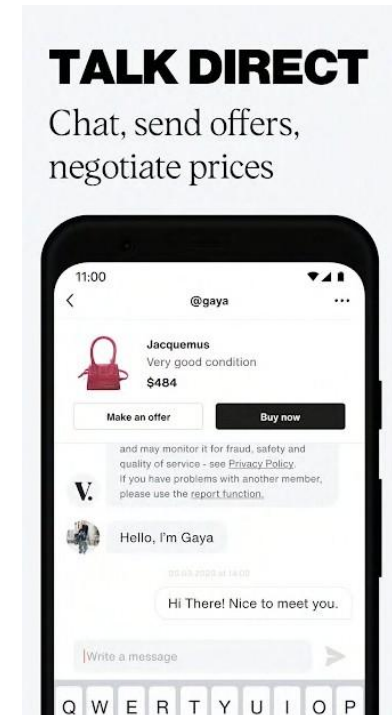 TALK DIRECT
Chat, send offers,
negotiate prices
11:00
@gaya
Jacquemus
Very good condition
$484
Make an offer
Buy now
and may monitor it for fraud, safety and
quality of service - see Privacy Policy.
If you have problems with another member,
please use the report function.
V.
Hello, I'm Gaya
Hi There! Nice to meet you.
Write a message
Q W E R T Y U I O P